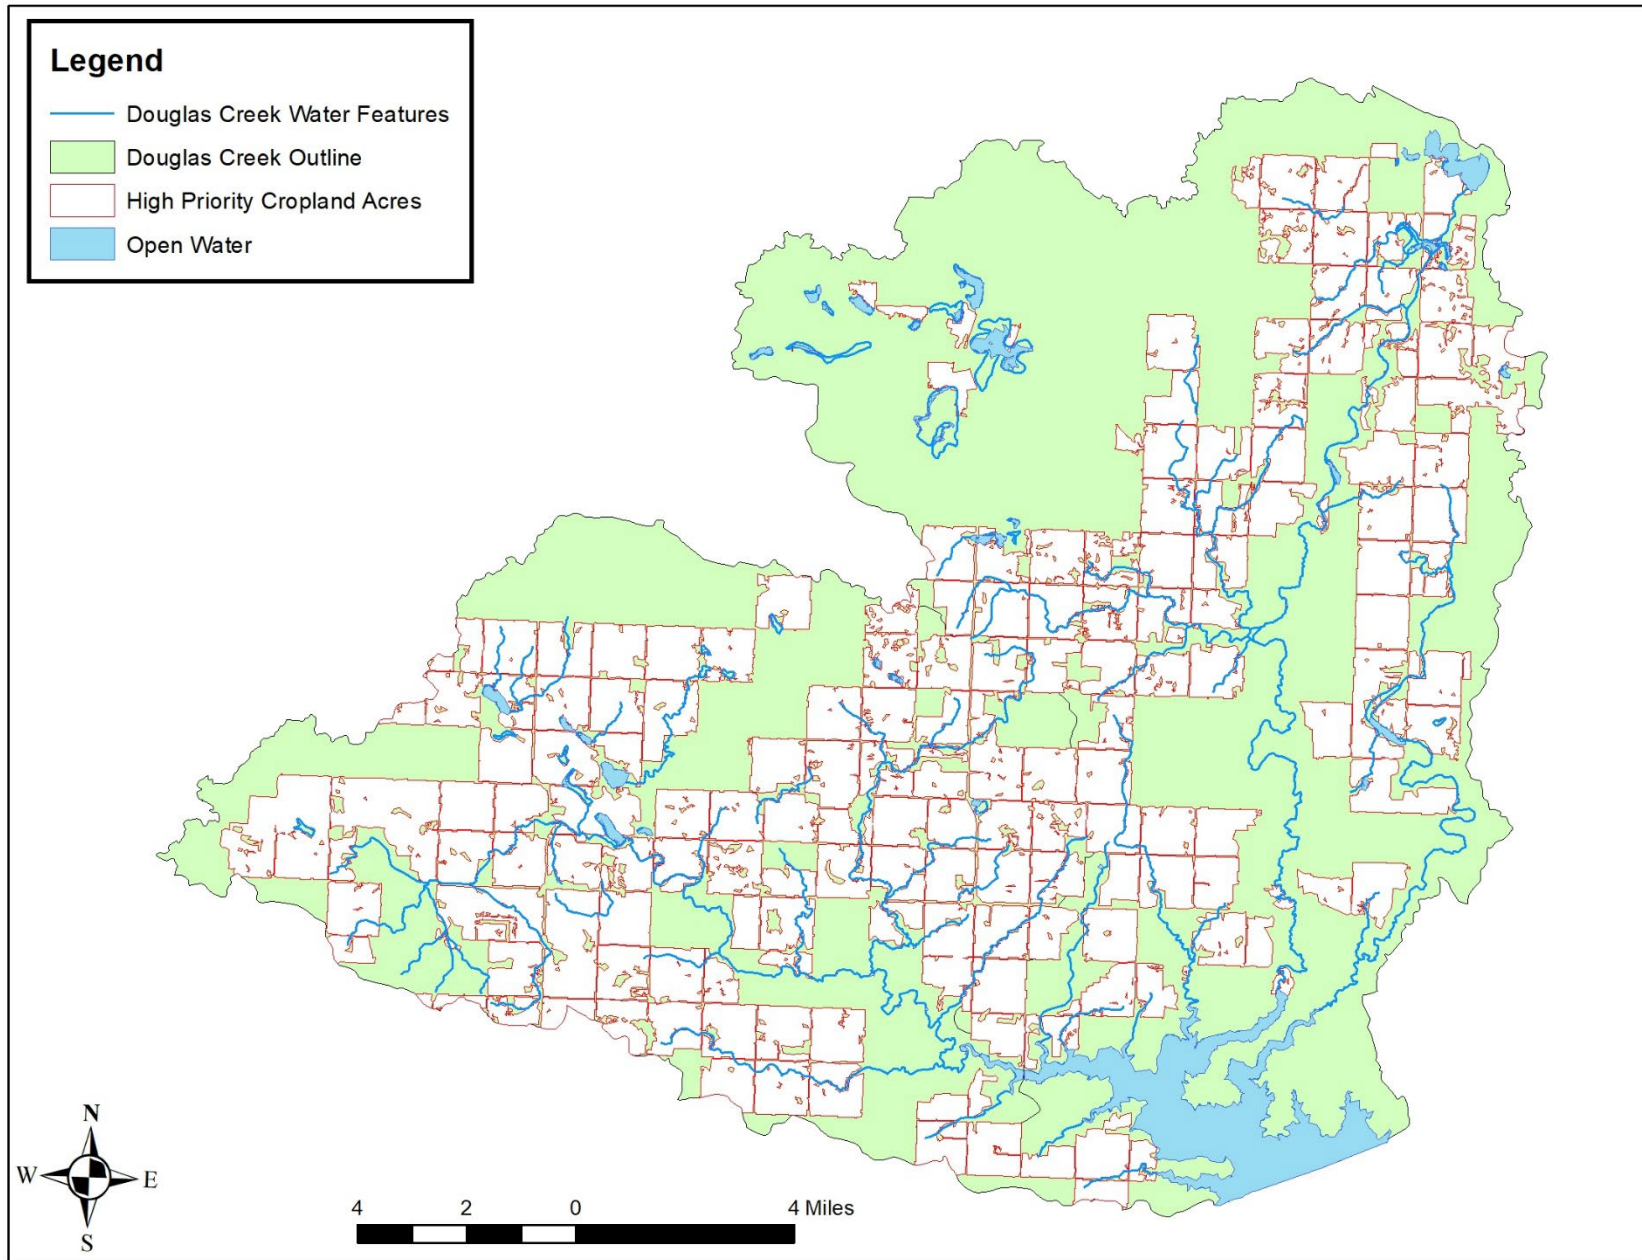 Legend
Douglas Creek Water Features
Douglas Creek Outline
High Priority Cropland Acres
Open Water
N
W E
S
4 2 0 4 Miles